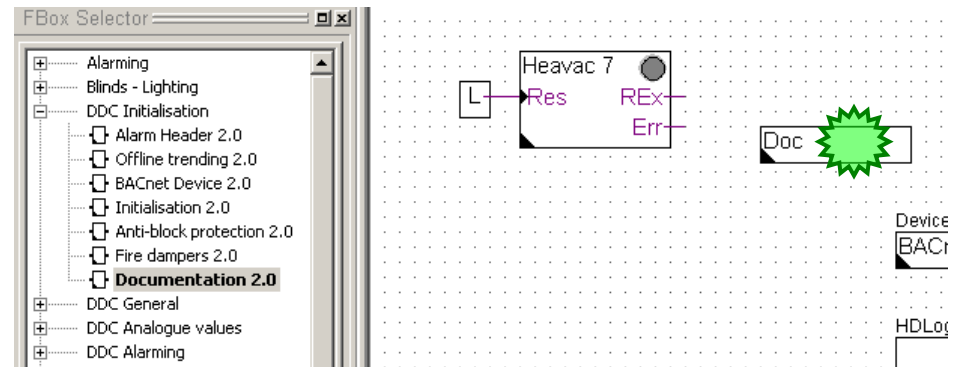 FBox Selector
Alarming
Blinds - Lighting
DDC Initialisation
Alarm Header 2.0
Offline trending 2.0
BACnet Device 2.0
Initialisation 2.0
Anti-block protection 2.0
Fire dampers 2.0
Documentation 2.0
DDC General
DDC Analogue values
DDC Alarming
Heavac 7
L
Res REx
Err
Doc
Device